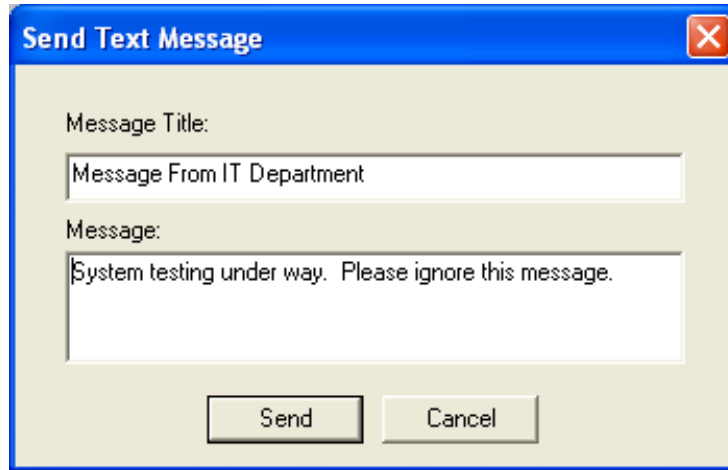 Send Text Message
Message Title:
Message From IT Department
Message:
System testing under way.  Please ignore this message.
Send Cancel